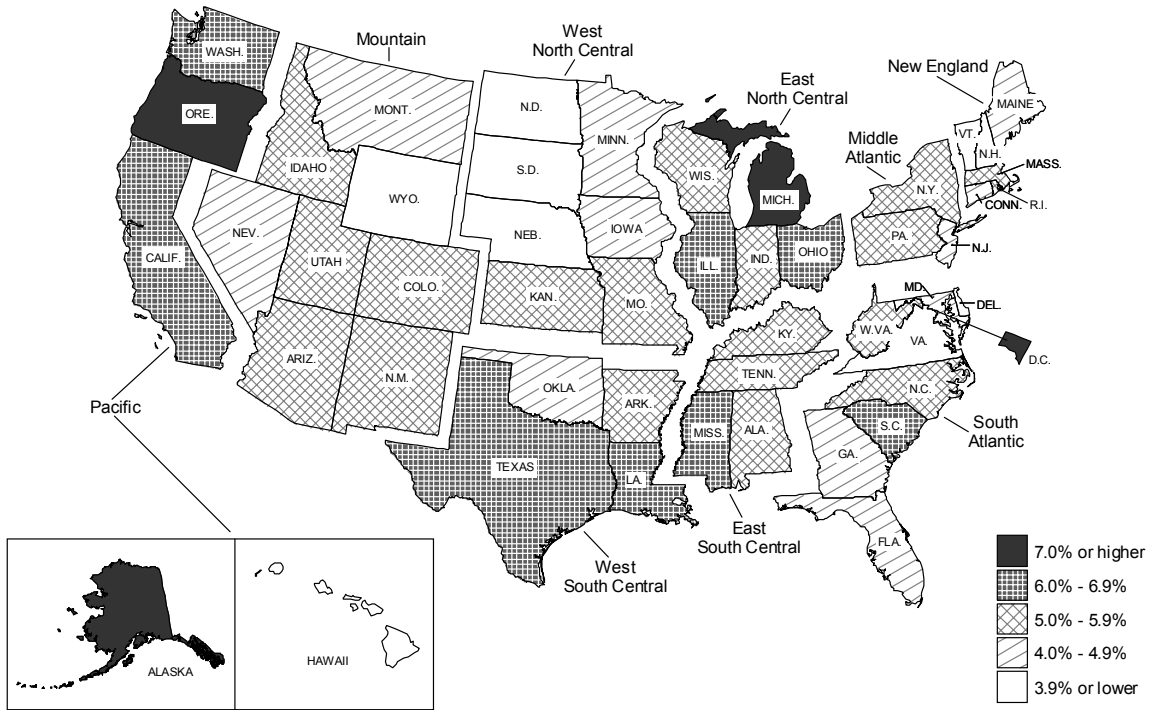 West
North Central
Mountain
WASH.
East
North Central
New England
N.D.
MAINE
ORE.
MONT.
MINN.
VT.
Middle
Atlantic
N.H.
MASS.
IDAHO
S.D.
WIS.
N.Y.
WYO.
MICH.
CONN.
R.I.
NEV.
NEB.
IOWA
PA.
N.J.
CALIF.
UTAH
COLO.
ILL.
IND.
OHIO
MD.
DEL.
KAN.
MO.
W.VA.
VA.
KY.
D.C.
ARIZ.
N.M.
TENN.
OKLA.
ARK.
N.C.
Pacific
MISS.
ALA.
S.C.
South
Atlantic
GA.
TEXAS
LA.
East
South Central
FLA.
West
South Central
7.0% or higher
6.0% - 6.9%
5.0% - 5.9%
4.0% - 4.9%
3.9% or lower
ALASKA
HAWAII